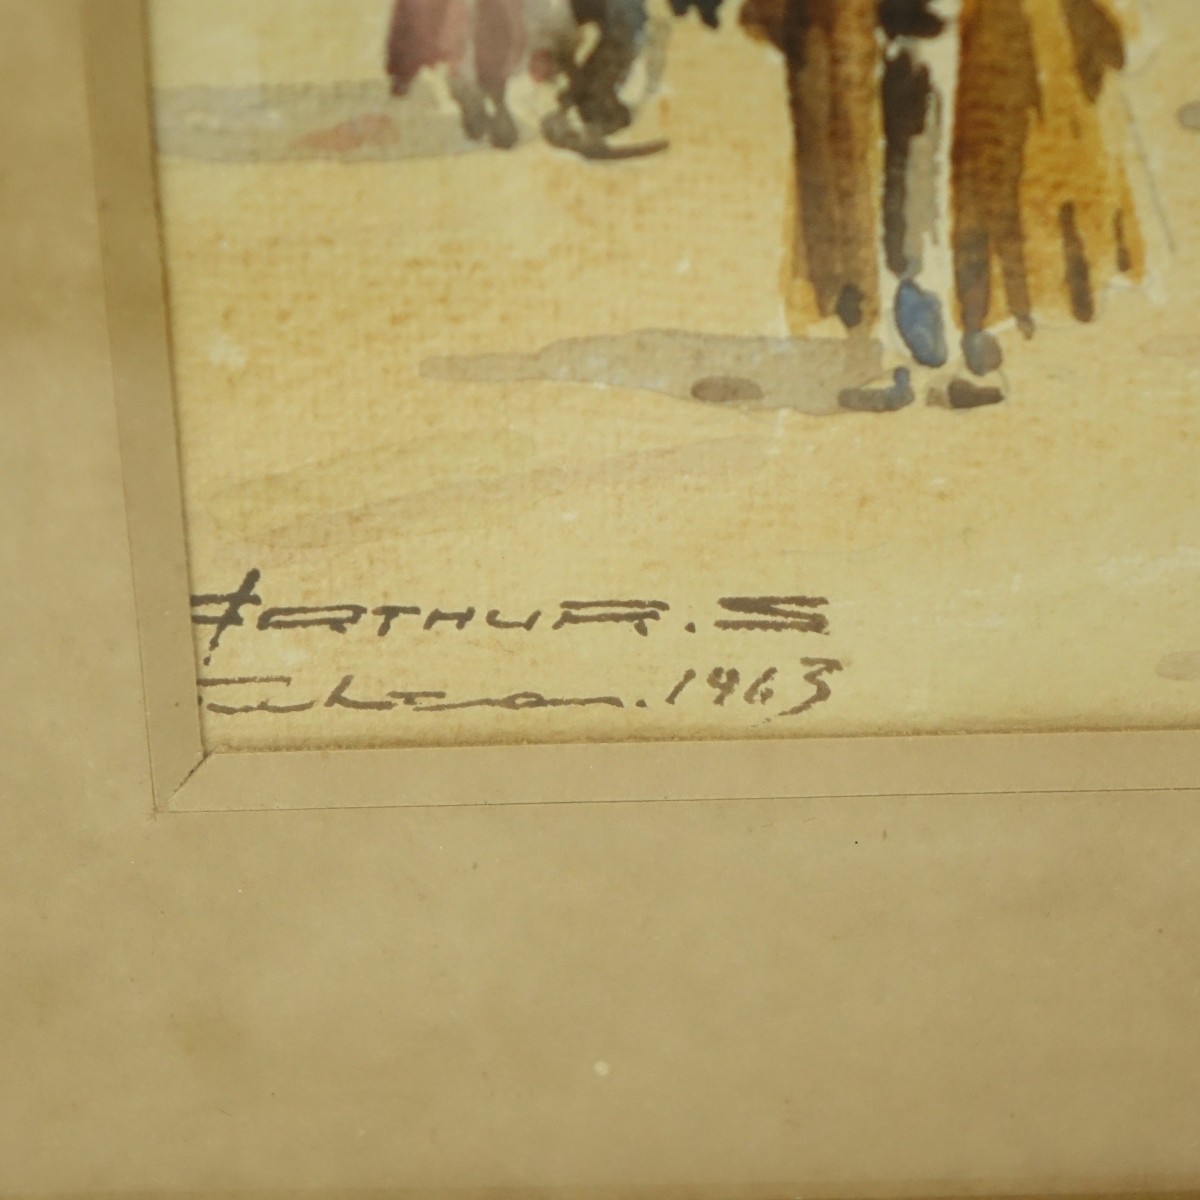 ARTHUR. S
. 1963